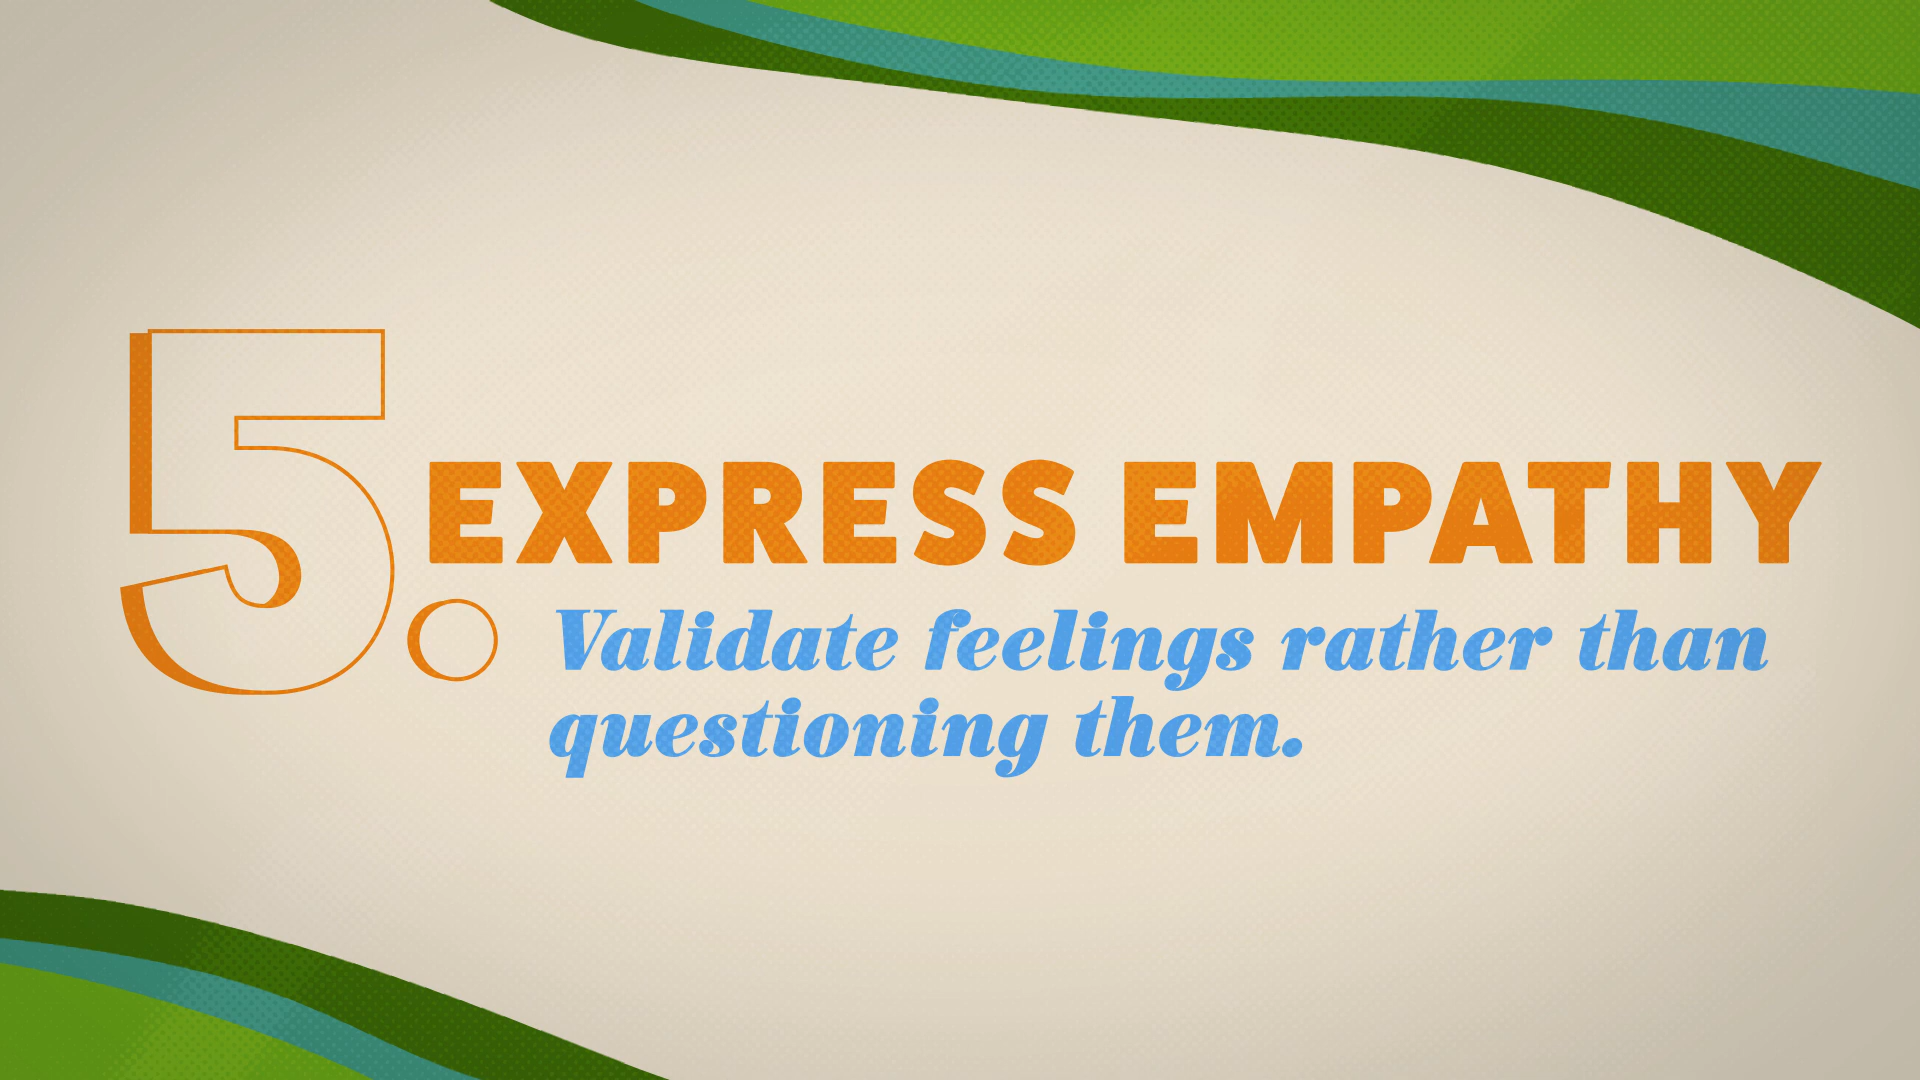 5. EXPRESS EMPATHY
Validate feelings rather than
questioning them.